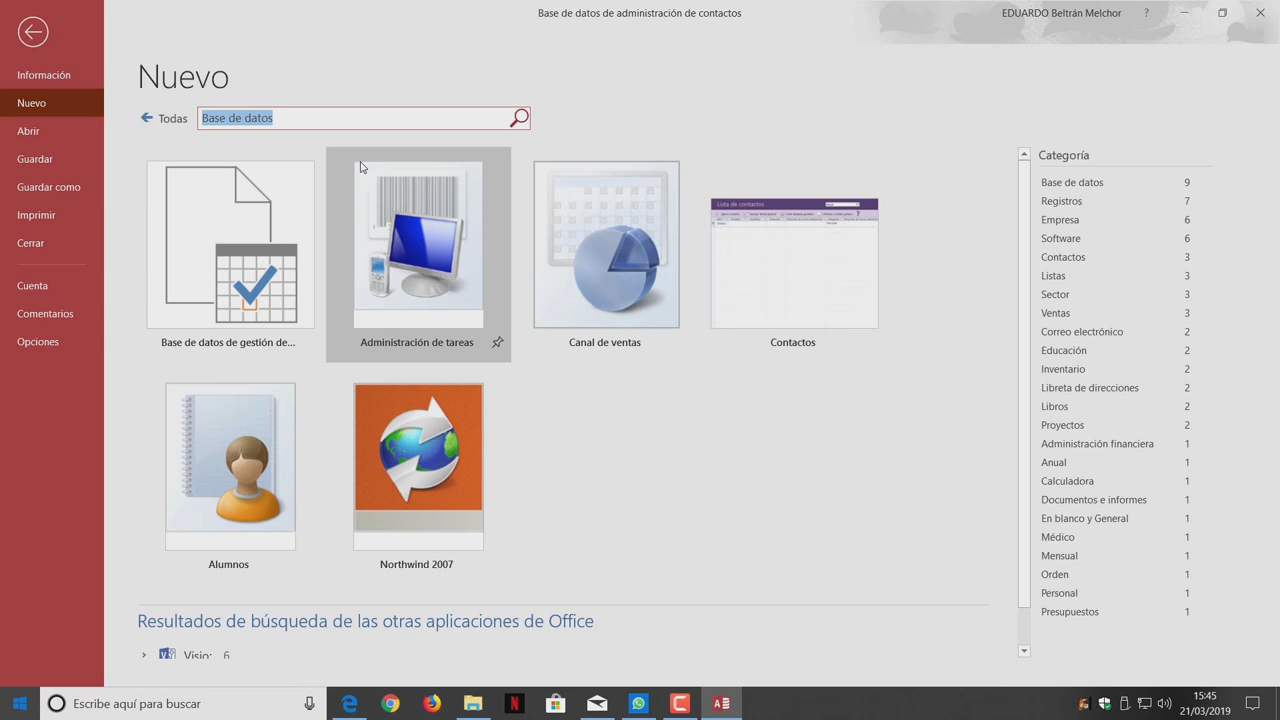 Base de datos de administración de contactos
EDUARDO Beltrán Melchor
?
Información
Nuevo
Abrir
Guardar
Guardar como
Imprimir
Cerrar
Cuenta
Comentarios
Opciones
Nuevo
Todas
Base de datos
Base de datos de gestión de...
Administración de tareas
Canal de ventas
Lista de contactos
Contactos
Alumnos
Northwind 2007
Resultados de búsqueda de las otras aplicaciones de Office
Visio: 6
Categoría
Base de datos 9
Registros 7
Empresa 6
Software 6
Contactos 3
Listas 3
Sector 3
Ventas 3
Correo electrónico 2
Educación 2
Inventario 2
Libreta de direcciones 2
Libros 2
Proyectos 2
Administración financiera 1
Anual 1
Calculadora 1
Documentos e informes 1
En blanco y General 1
Médico 1
Mensual 1
Orden 1
Personal 1
Presupuestos 1
Escribe aquí para buscar
15:45
21/03/2019